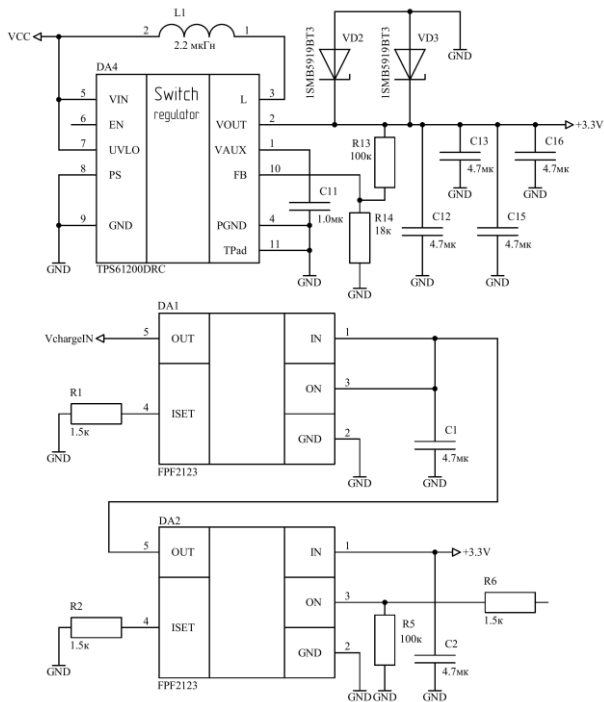 L1
VCC
2
1
2.2 мкГн
1SMB5919BT3
VD2
1SMB5919BT3
VD3
GND
DA4
5
VIN
Switch
regulator
L
3
6
EN
VOUT
2
+3.3V
7
UVLO
VAUX
1
8
PS
FB
10
R13
100к
C13
4.7мк
C16
4.7мк
C11
1.0мк
9
GND
PGND
4
R14
18к
C12
4.7мк
C15
4.7мк
TPad
11
GND
TPS61200DRC
GND
GND
GND
GND
GND
GND
DA1
VchargeIN
5
OUT
IN
1
ON
3
R1
1.5к
4
ISET
GND
2
C1
4.7мк
GND
FPF2123
GND
GND
DA2
5
OUT
IN
1
+3.3V
R6
1.5к
ON
3
R2
1.5к
4
ISET
R5
100к
C2
4.7мк
GND
2
GND
FPF2123
GND
GND
GND